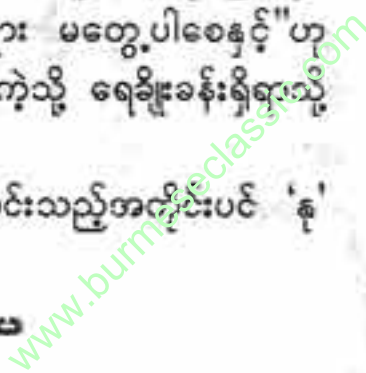 ား မတွေ့ပါစေနှင့်"ဟု
ကဲ့သို့ ရေချိုးခန်းရှိရာသို့
င်းသည့်အတိုင်းပင် 'နု'
www.burmeseclassic.com